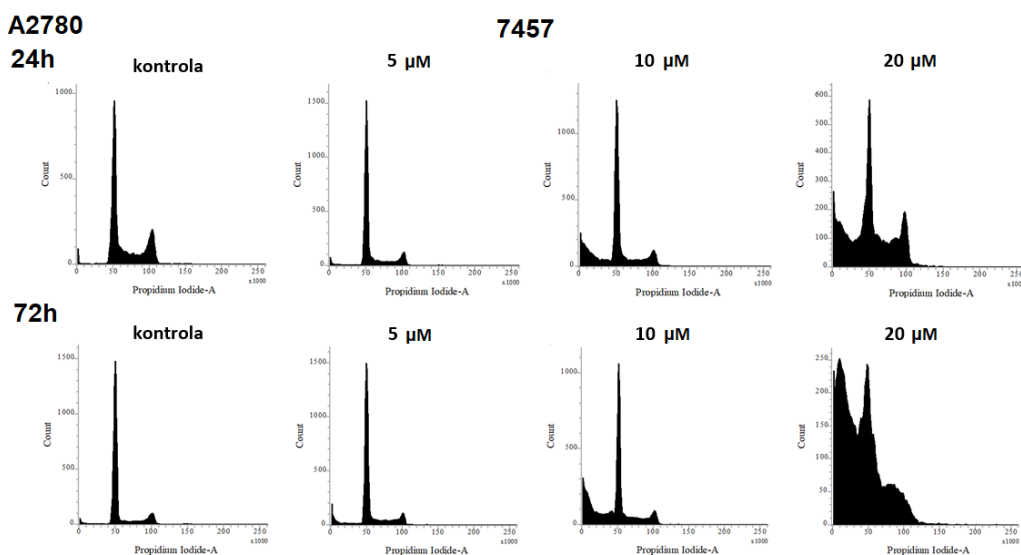 A2780
7457
24h
kontrola
5 μM
10 μM
20 μM
1000
500
0
Count
0 50 100 150 200 250
x1000
Propidium Iodide-A
1500
1000
500
0
Count
0 50 100 150 200 250
x1000
Propidium Iodide-A
1000
500
0
Count
0 50 100 150 200 250
x1000
Propidium Iodide-A
600
500
400
300
200
100
0
Count
0 50 100 150 200 250
x1000
Propidium Iodide-A
72h
kontrola
5 μM
10 μM
20 μM
1500
1000
500
0
Count
0 50 100 150 200 250
x1000
Propidium Iodide-A
1500
1000
500
0
Count
0 50 100 150 200 250
x1000
Propidium Iodide-A
1000
500
0
Count
0 50 100 150 200 250
x1000
Propidium Iodide-A
250
200
150
100
50
0
Count
0 50 100 150 200 250
x1000
Propidium Iodide-A